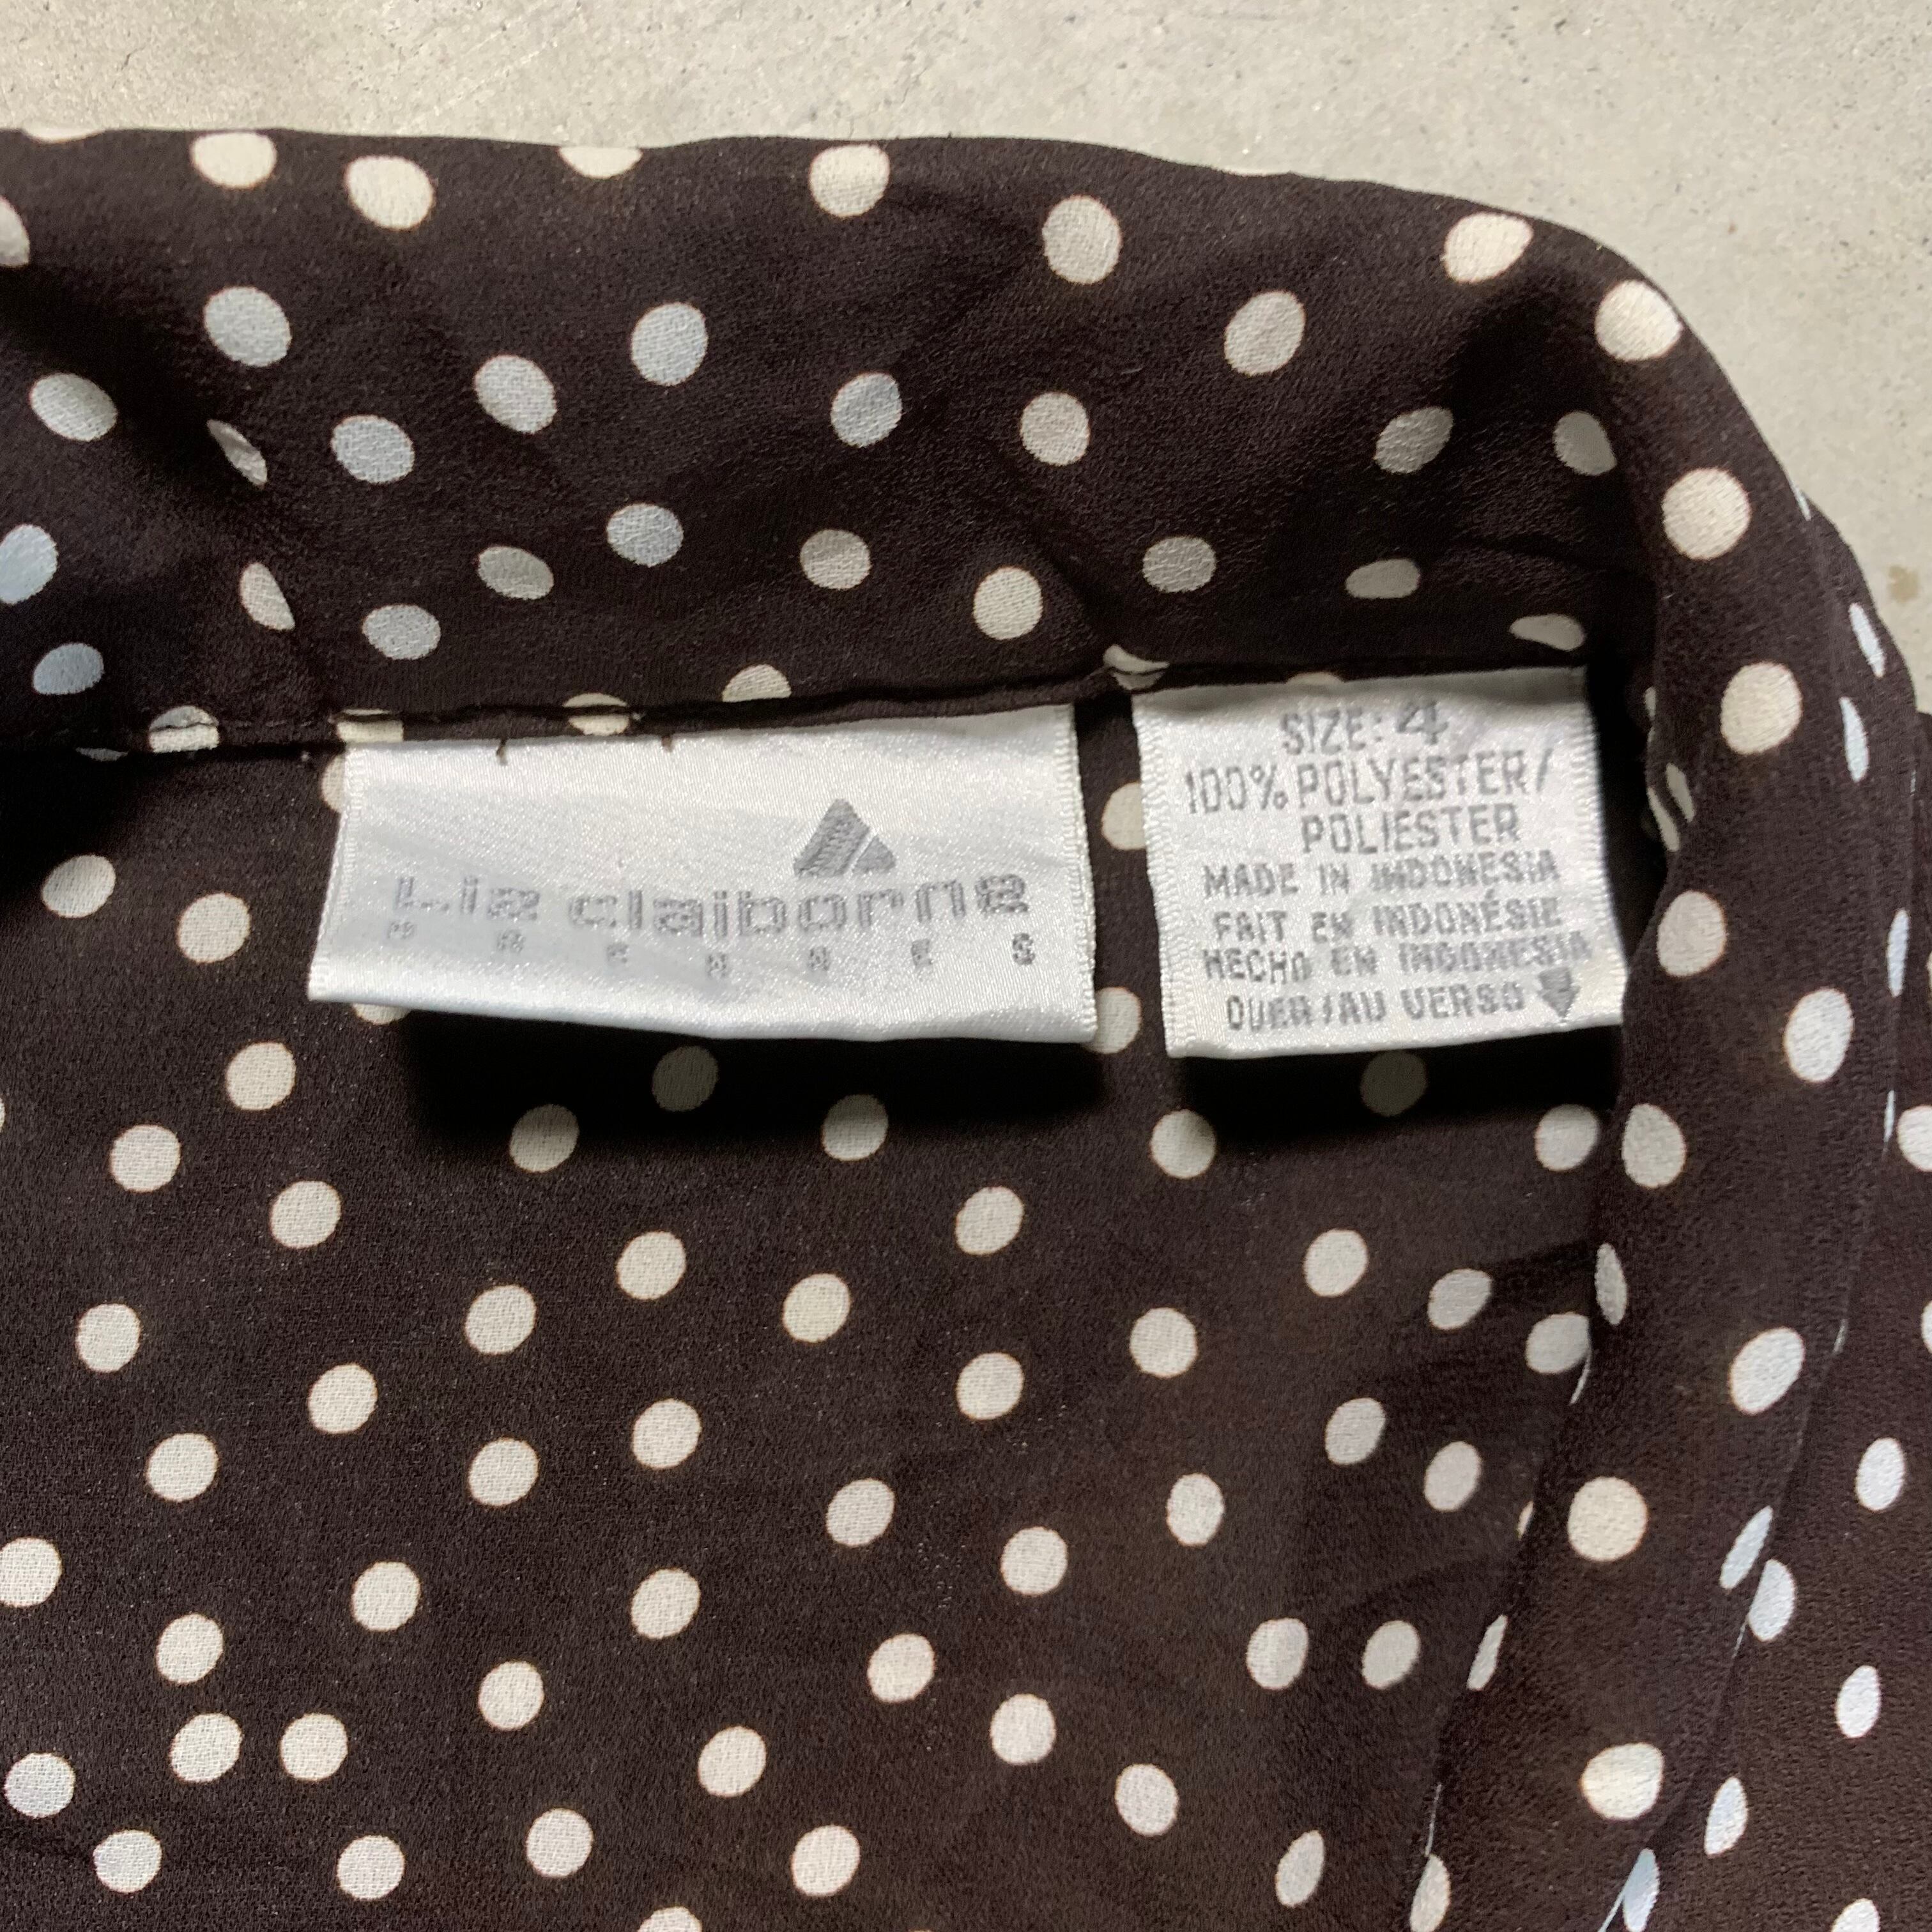 Liz claiborne
DRESSES
SIZE: 4
100% POLYESTER/
POLIESTER
MADE IN INDONESIA
FAIT EN INDONÉSIE
HECHO EN INDONESIA
OVER/AU VERSO